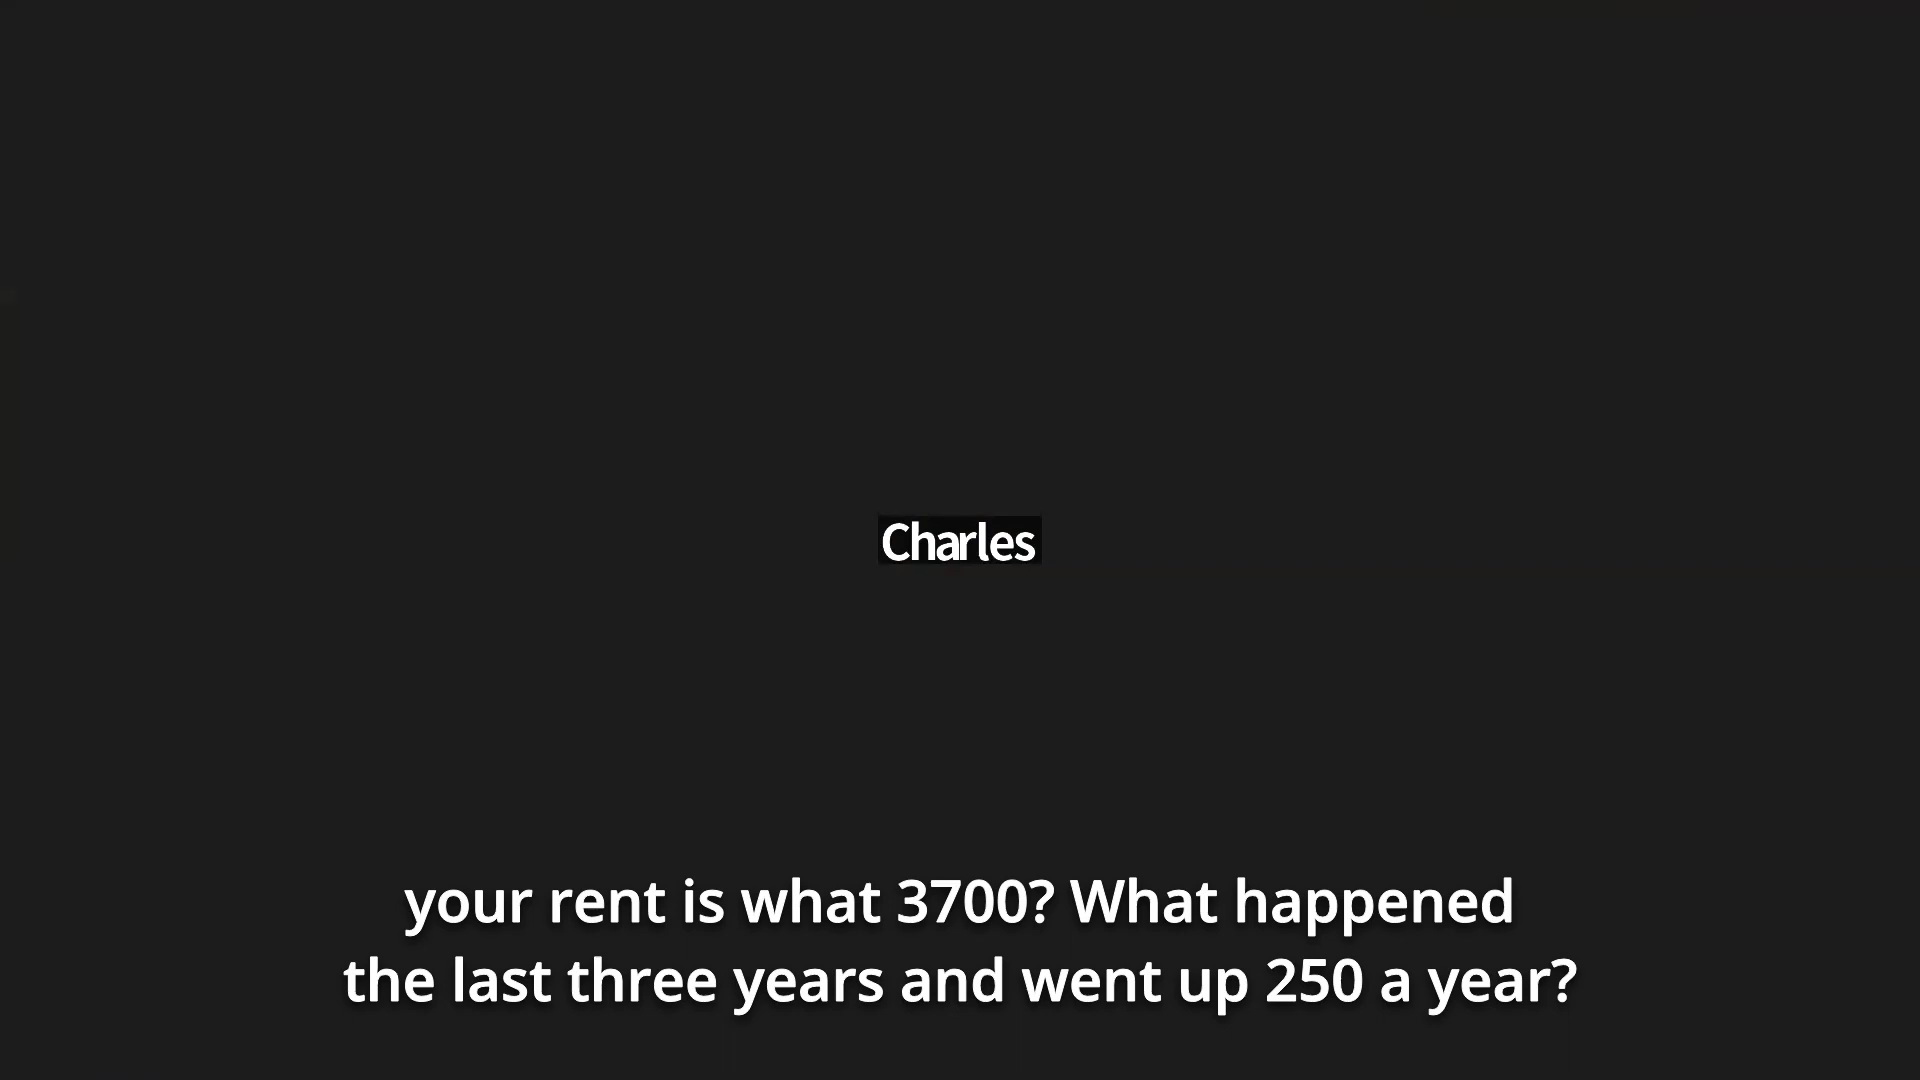 Charles
your rent is what 3700? What happened
the last three years and went up 250 a year?